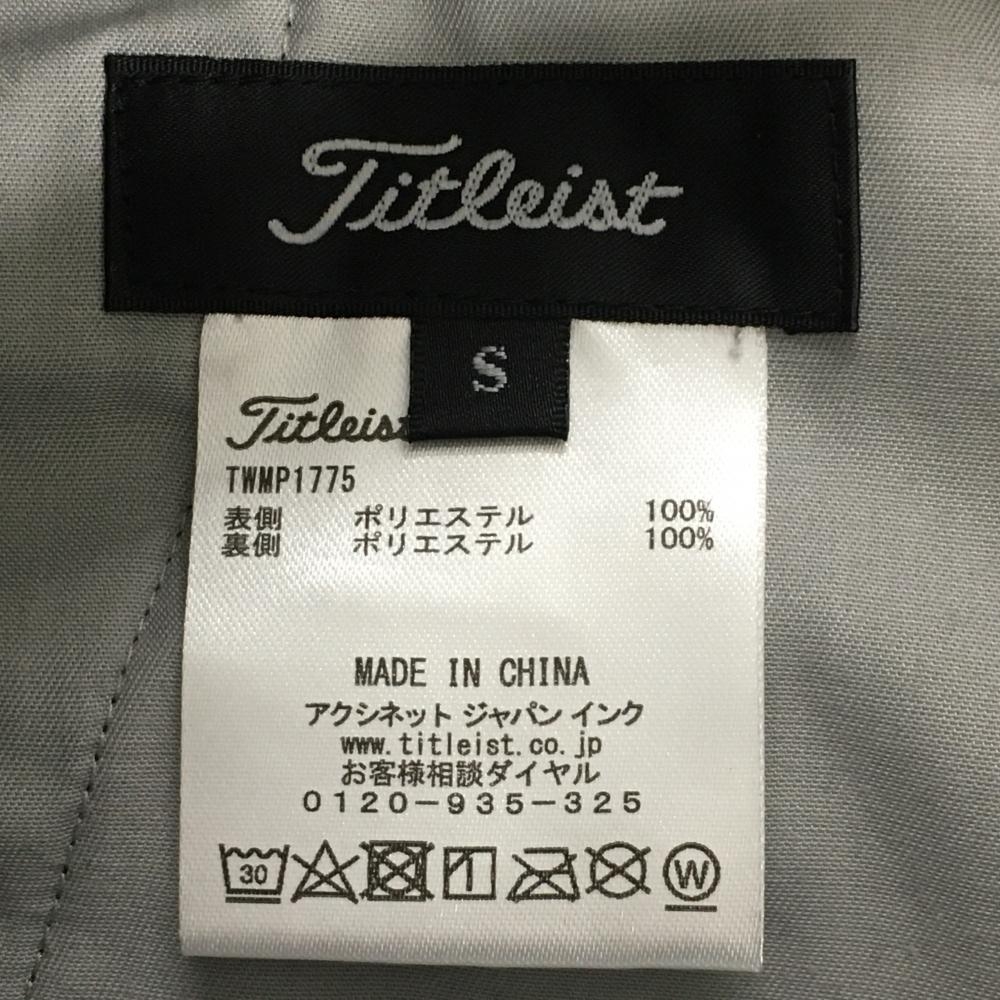 Titleist
S
Titleist
TWMP1775
表側 ポリエステル 100%
裏側 ポリエステル 100%
MADE IN CHINA
アクシネット ジャパン インク
www.titleist.co.jp
お客様相談ダイヤル
0120-935-325
30
W